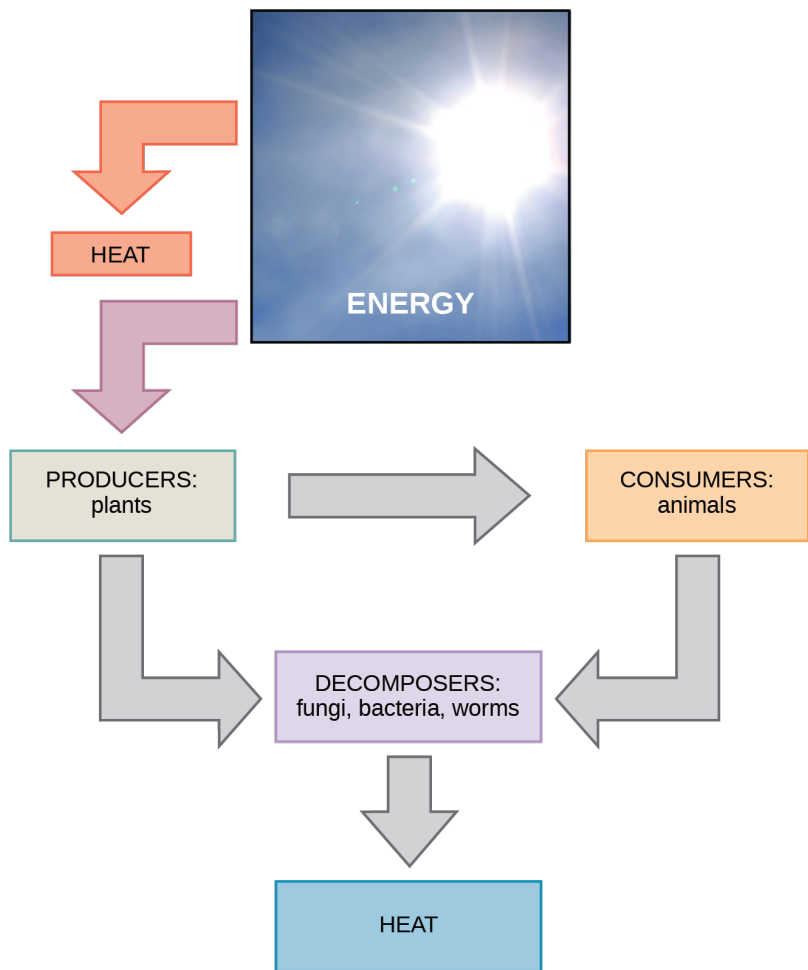 ENERGY
HEAT
PRODUCERS:
plants
CONSUMERS:
animals
DECOMPOSERS:
fungi, bacteria, worms
HEAT